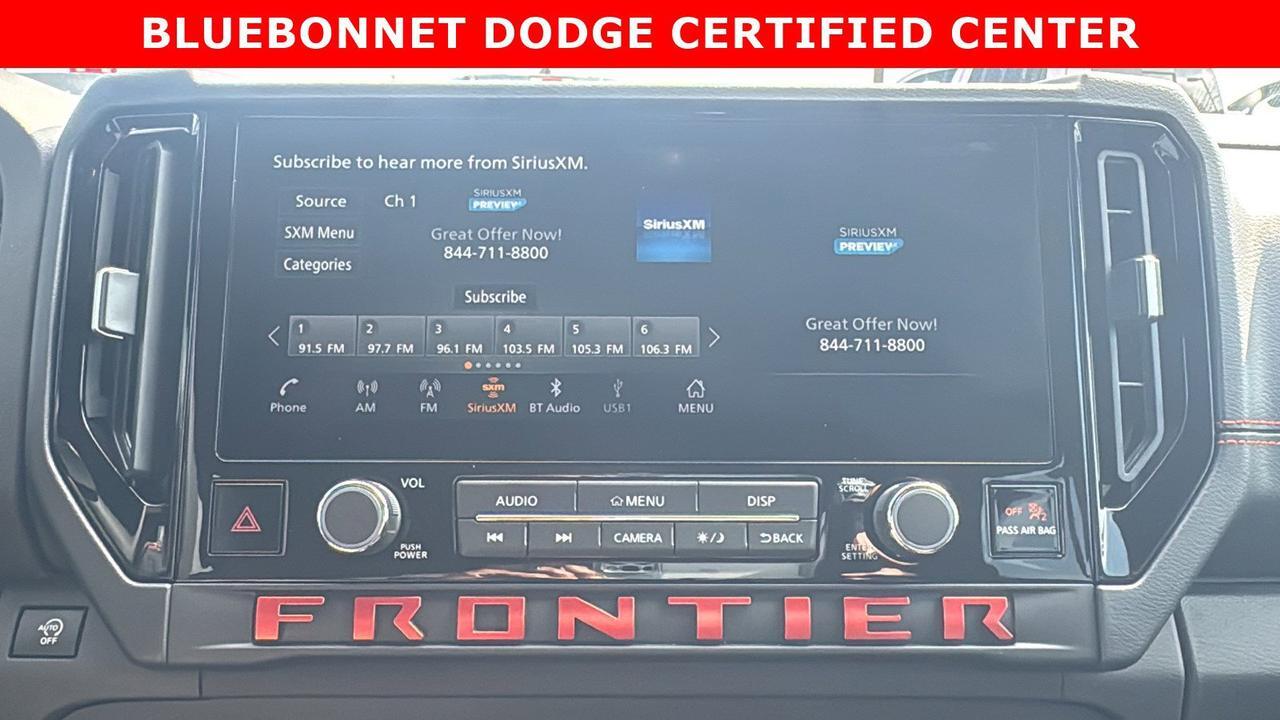 BLUEBONNET DODGE CERTIFIED CENTER
Subscribe to hear more from SiriusXM.
Source
Ch 1
SIRIUSXM
PREVIEW
SXM Menu
Great Offer Now!
844-711-8800
Categories
SiriusXM
SIRIUSXM
PREVIEW
Subscribe
Great Offer Now!
844-711-8800
1 2 3 4 5 6
91.5 FM 97.7 FM 96.1 FM 103.5 FM 105.3 FM 106.3 FM
sxm
Phone AM FM SiriusXM BT Audio USB1 MENU
VOL
PUSH
POWER
AUDIO MENU DISP
CAMERA BACK
TUNE
SCROLL
SETTING
OFF 2
PASS AIR BAG
AUTO
OFF
FRONTIER